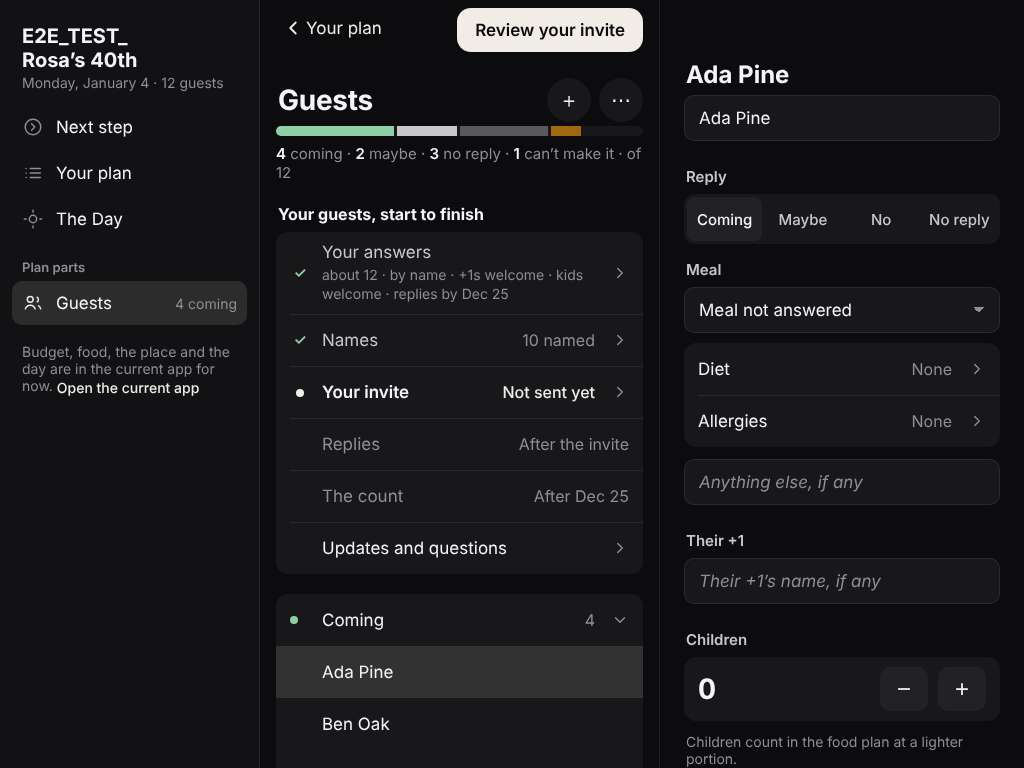 E2E_TEST_
Rosa’s 40th
Monday, January 4 · 12 guests
Next step
Your plan
The Day
Plan parts
Guests
4 coming
Budget, food, the place and the
day are in the current app for
now. Open the current app
Your plan
Review your invite
Guests
4 coming · 2 maybe · 3 no reply · 1 can’t make it · of
12
Your guests, start to finish
Your answers
about 12 · by name · +1s welcome · kids
welcome · replies by Dec 25
Names
10 named
Your invite
Not sent yet
Replies
After the invite
The count
After Dec 25
Updates and questions
Coming
4
Ada Pine
Ben Oak
Ada Pine
Ada Pine
Reply
Coming
Maybe
No
No reply
Meal
Meal not answered
Diet
None
Allergies
None
Anything else, if any
Their +1
Their +1’s name, if any
Children
0
Children count in the food plan at a lighter
portion.